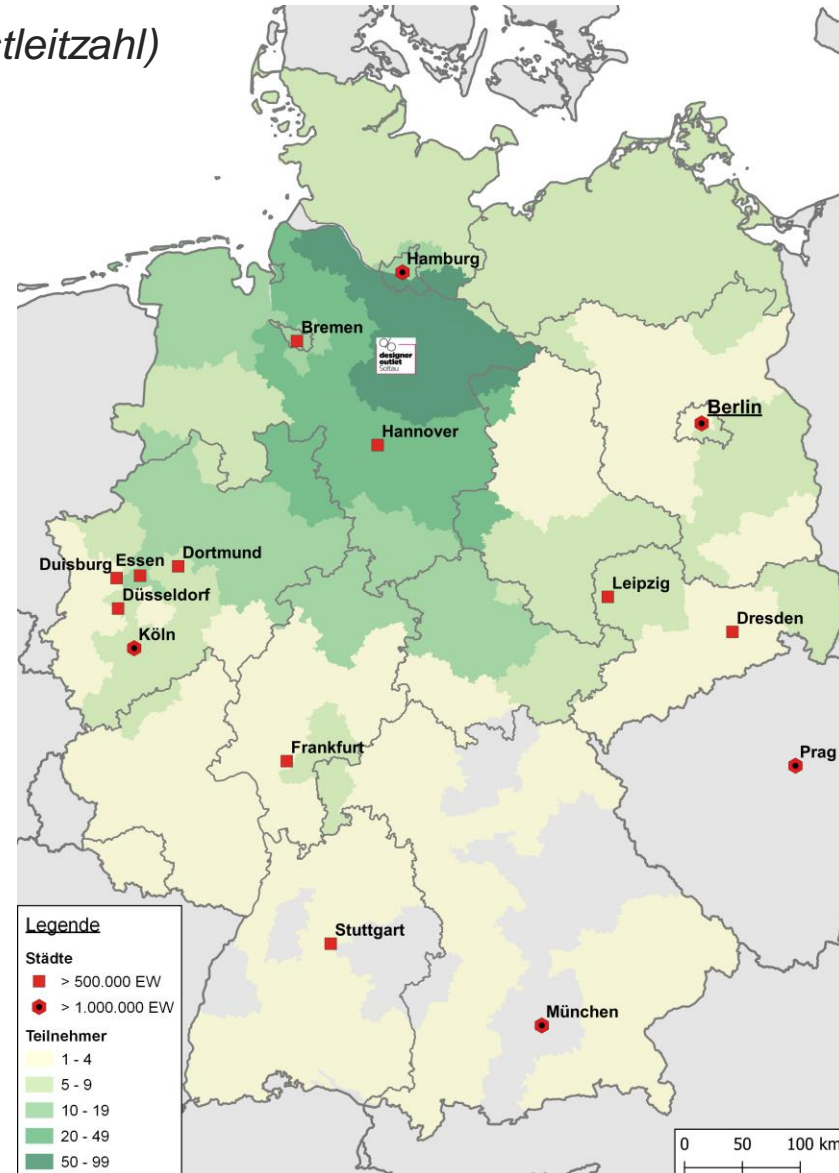 stleitzahl)
Hamburg
Bremen
designer
outlet
Soltau
Berlin
Hannover
Dortmund
Essen
Duisburg
Düsseldorf
Leipzig
Köln
Dresden
Frankfurt
Prag
Stuttgart
München
Legende
Städte
> 500.000 EW
> 1.000.000 EW
Teilnehmer
1 - 4
5 - 9
10 - 19
20 - 49
50 - 99
0 50 100 km